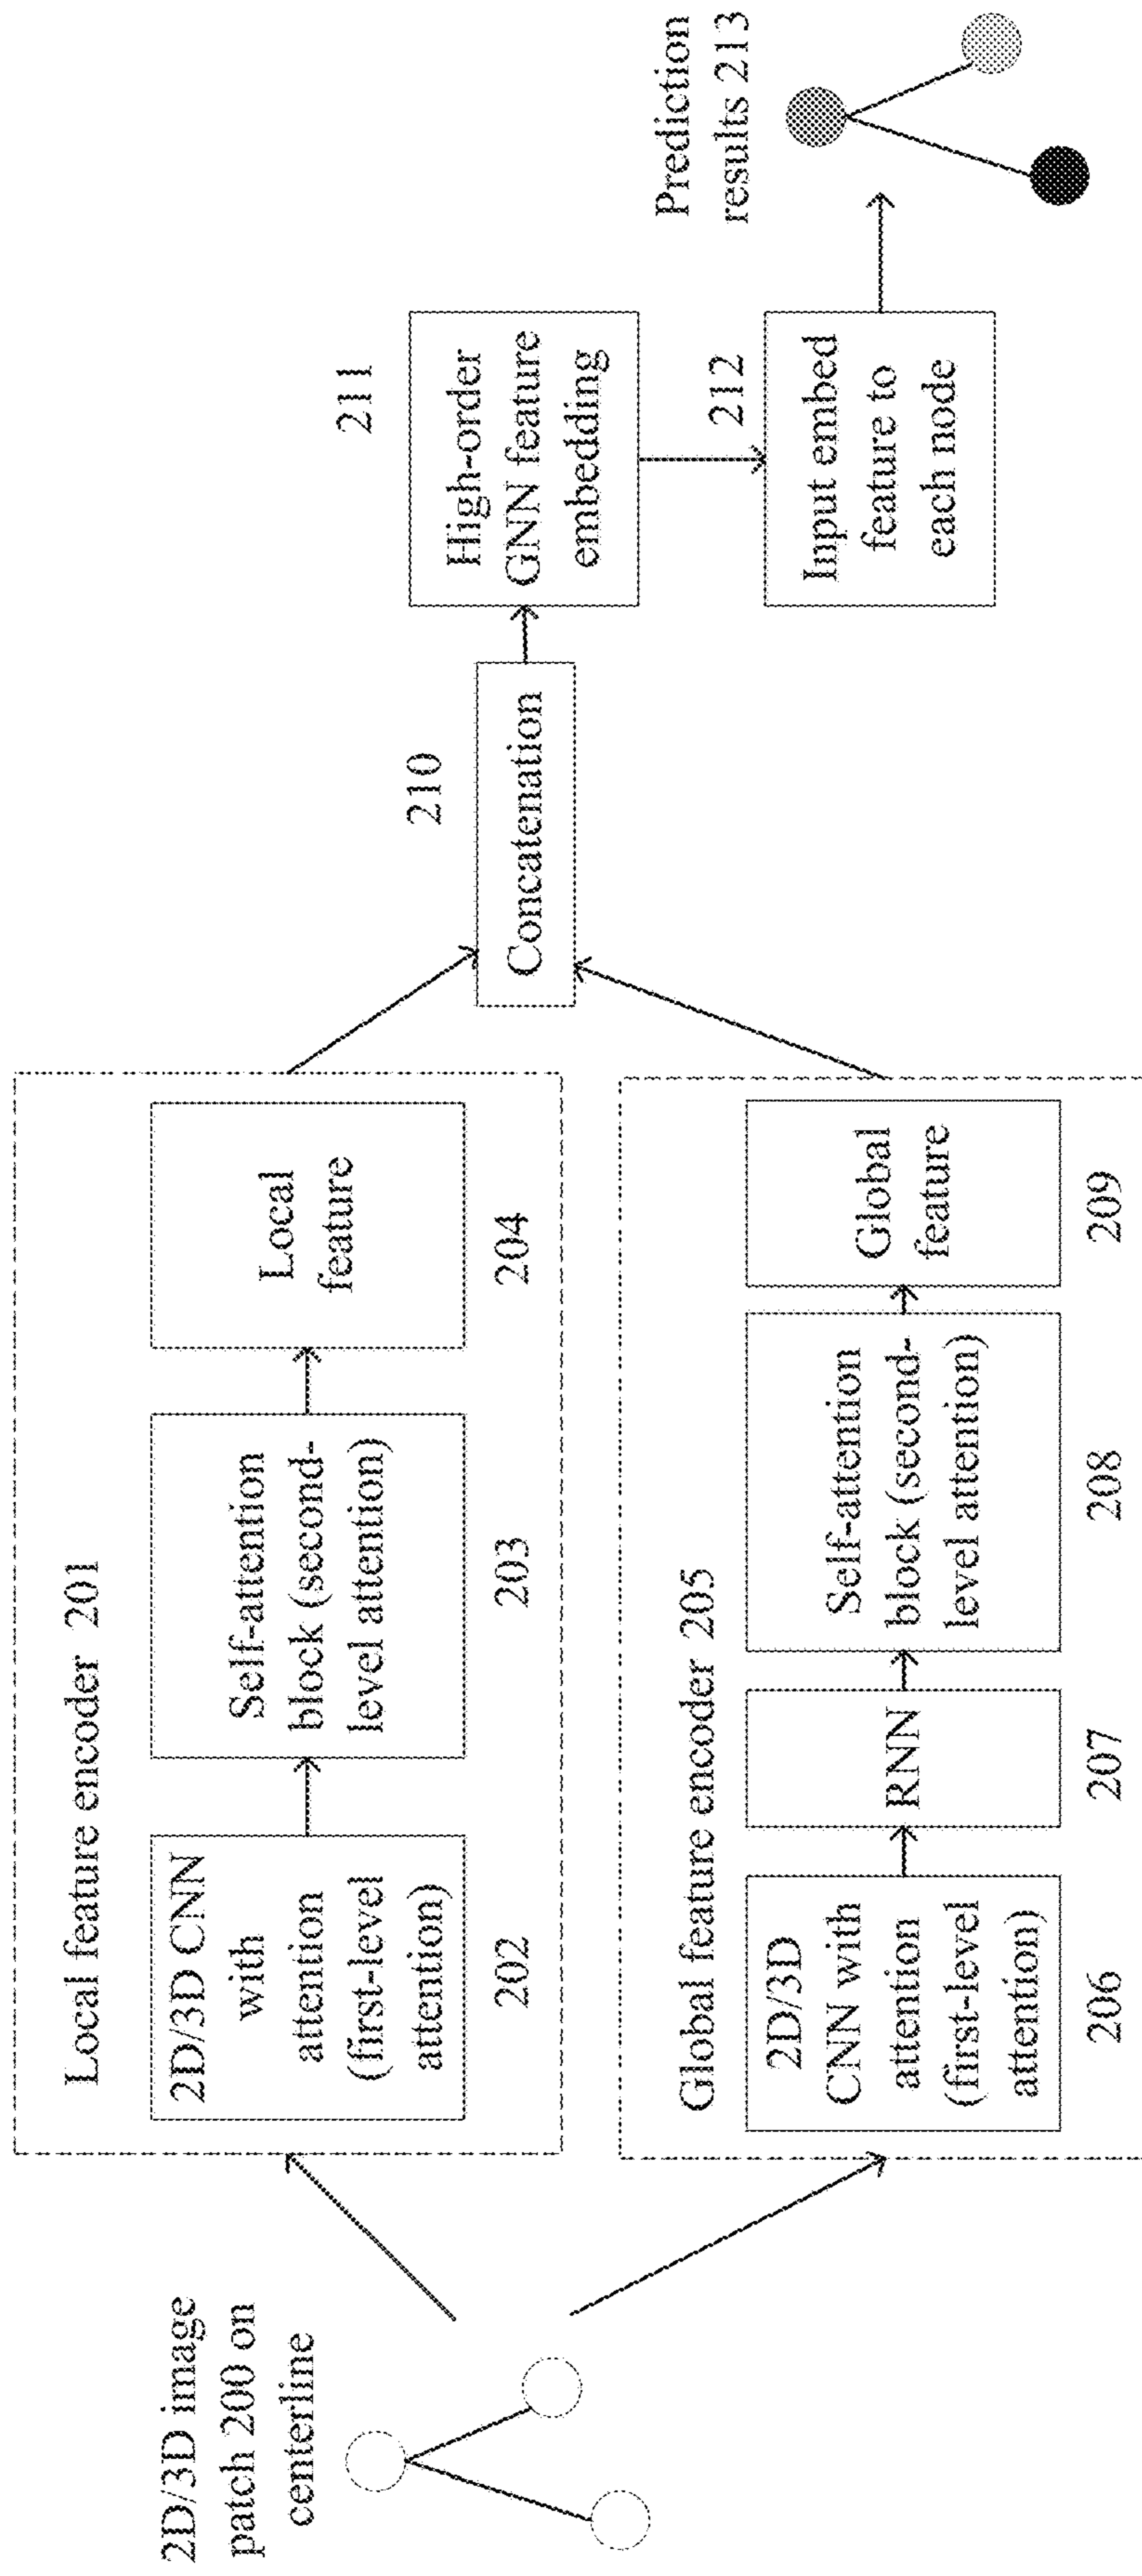 2D/3D image
patch 200 on
centerline
Local feature encoder 201
2D/3D CNN
with
attention
(first-level
attention)
202
Self-attention
block (second-
level attention)
203
Local
feature
204
Global feature encoder 205
2D/3D
CNN with
attention
(first-level
attention)
206
RNN
207
Self-attention
block (second-
level attention)
208
Global
feature
209
210
Concatenation
211
High-order
GNN feature
embedding
212
Input embed
feature to
each node
Prediction
results 213